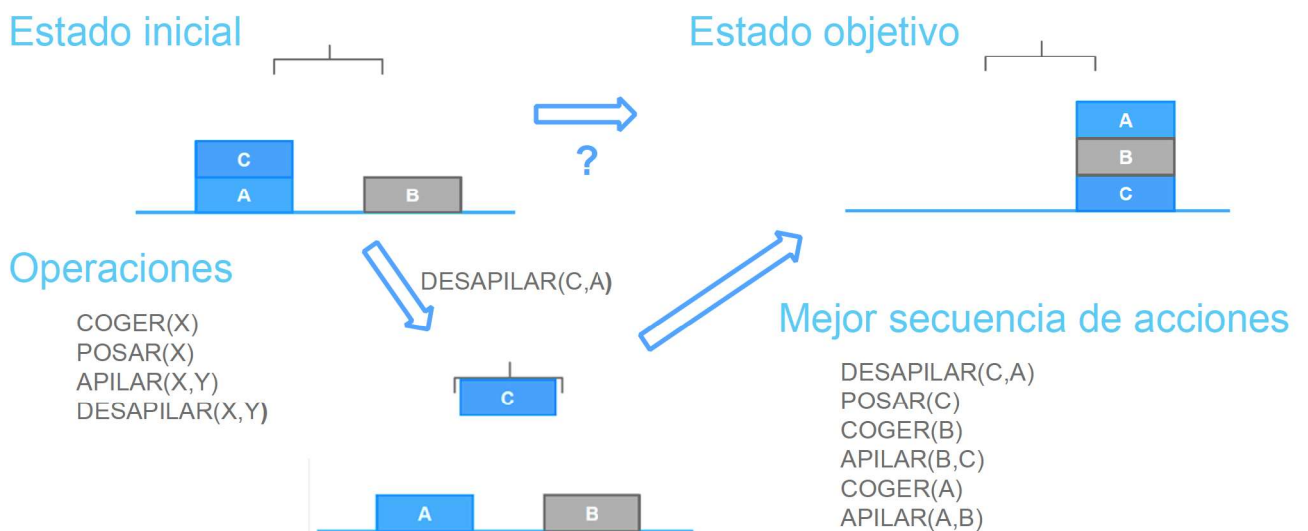 Estado inicial
Estado objetivo
C
A
B
?
A
B
C
Operaciones
COGER(X)
POSAR(X)
APILAR(X,Y)
DESAPILAR(X,Y)
DESAPILAR(C,A)
C
A
B
Mejor secuencia de acciones
DESAPILAR(C,A)
POSAR(C)
COGER(B)
APILAR(B,C)
COGER(A)
APILAR(A,B)